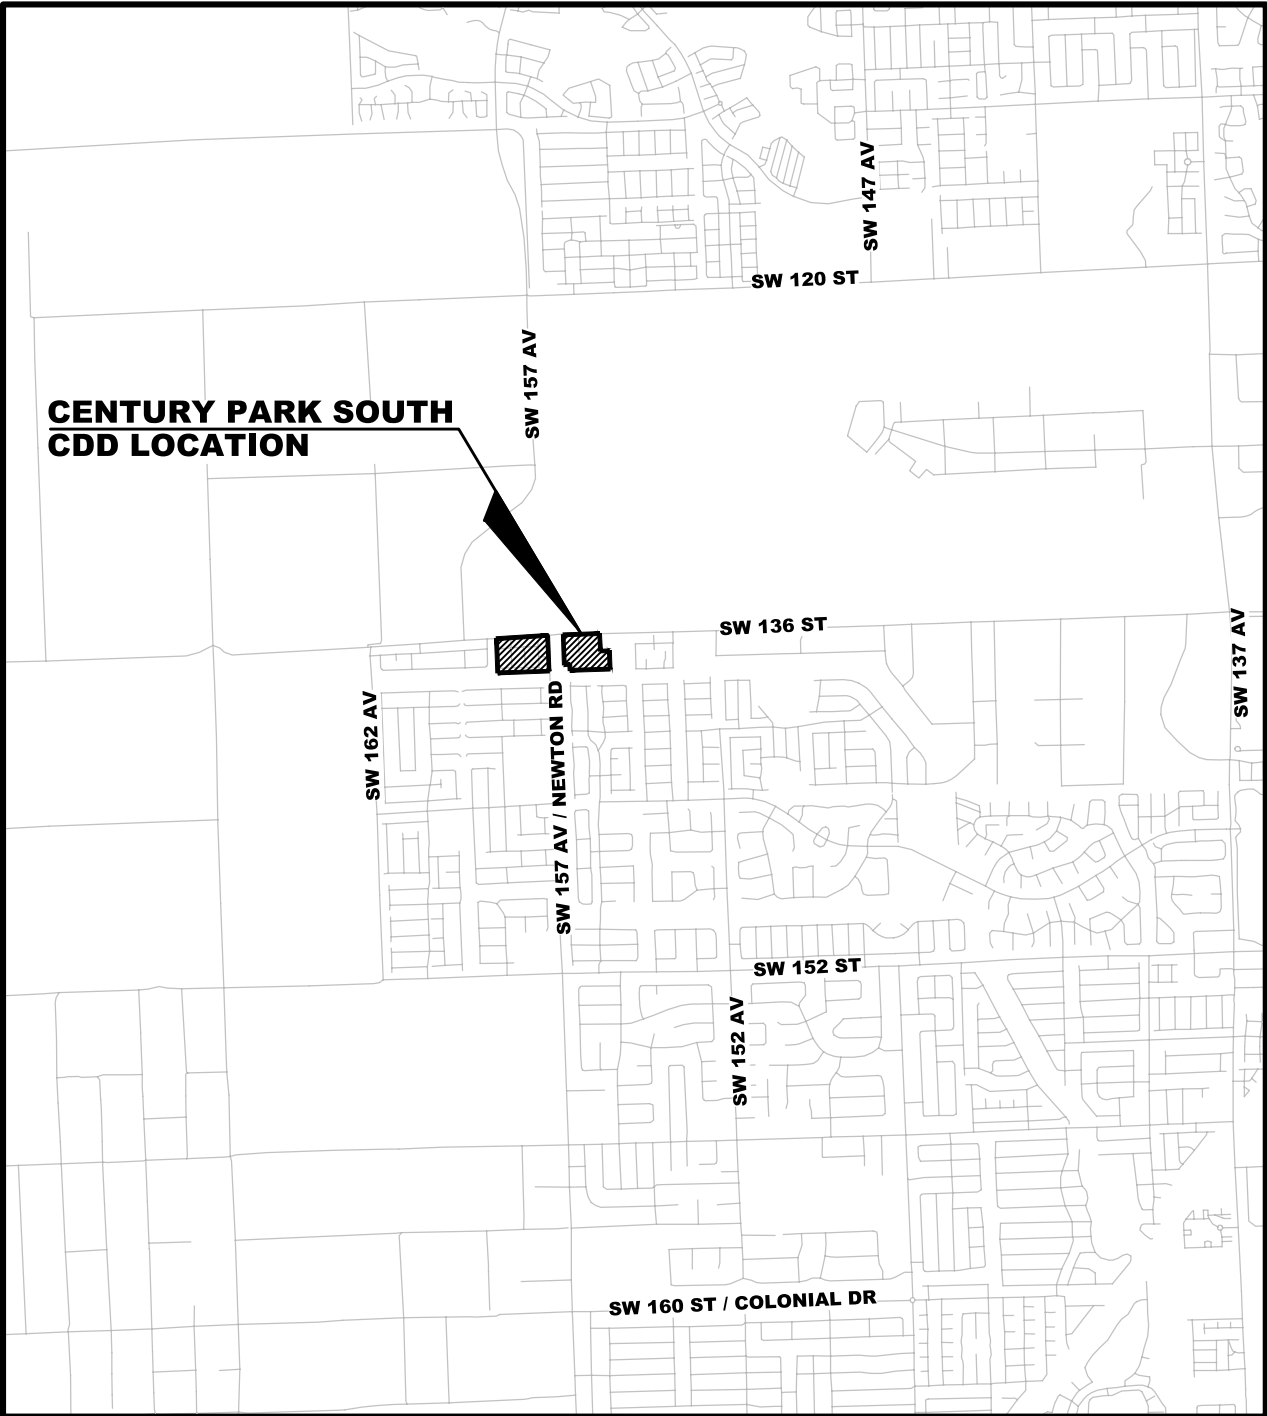 SW 147 AV
SW 120 ST
SW 157 AV
CENTURY PARK SOUTH
CDD LOCATION
SW 136 ST
SW 137 AV
SW 162 AV
SW 157 AV / NEWTON RD
SW 152 ST
SW 152 AV
SW 160 ST / COLONIAL DR